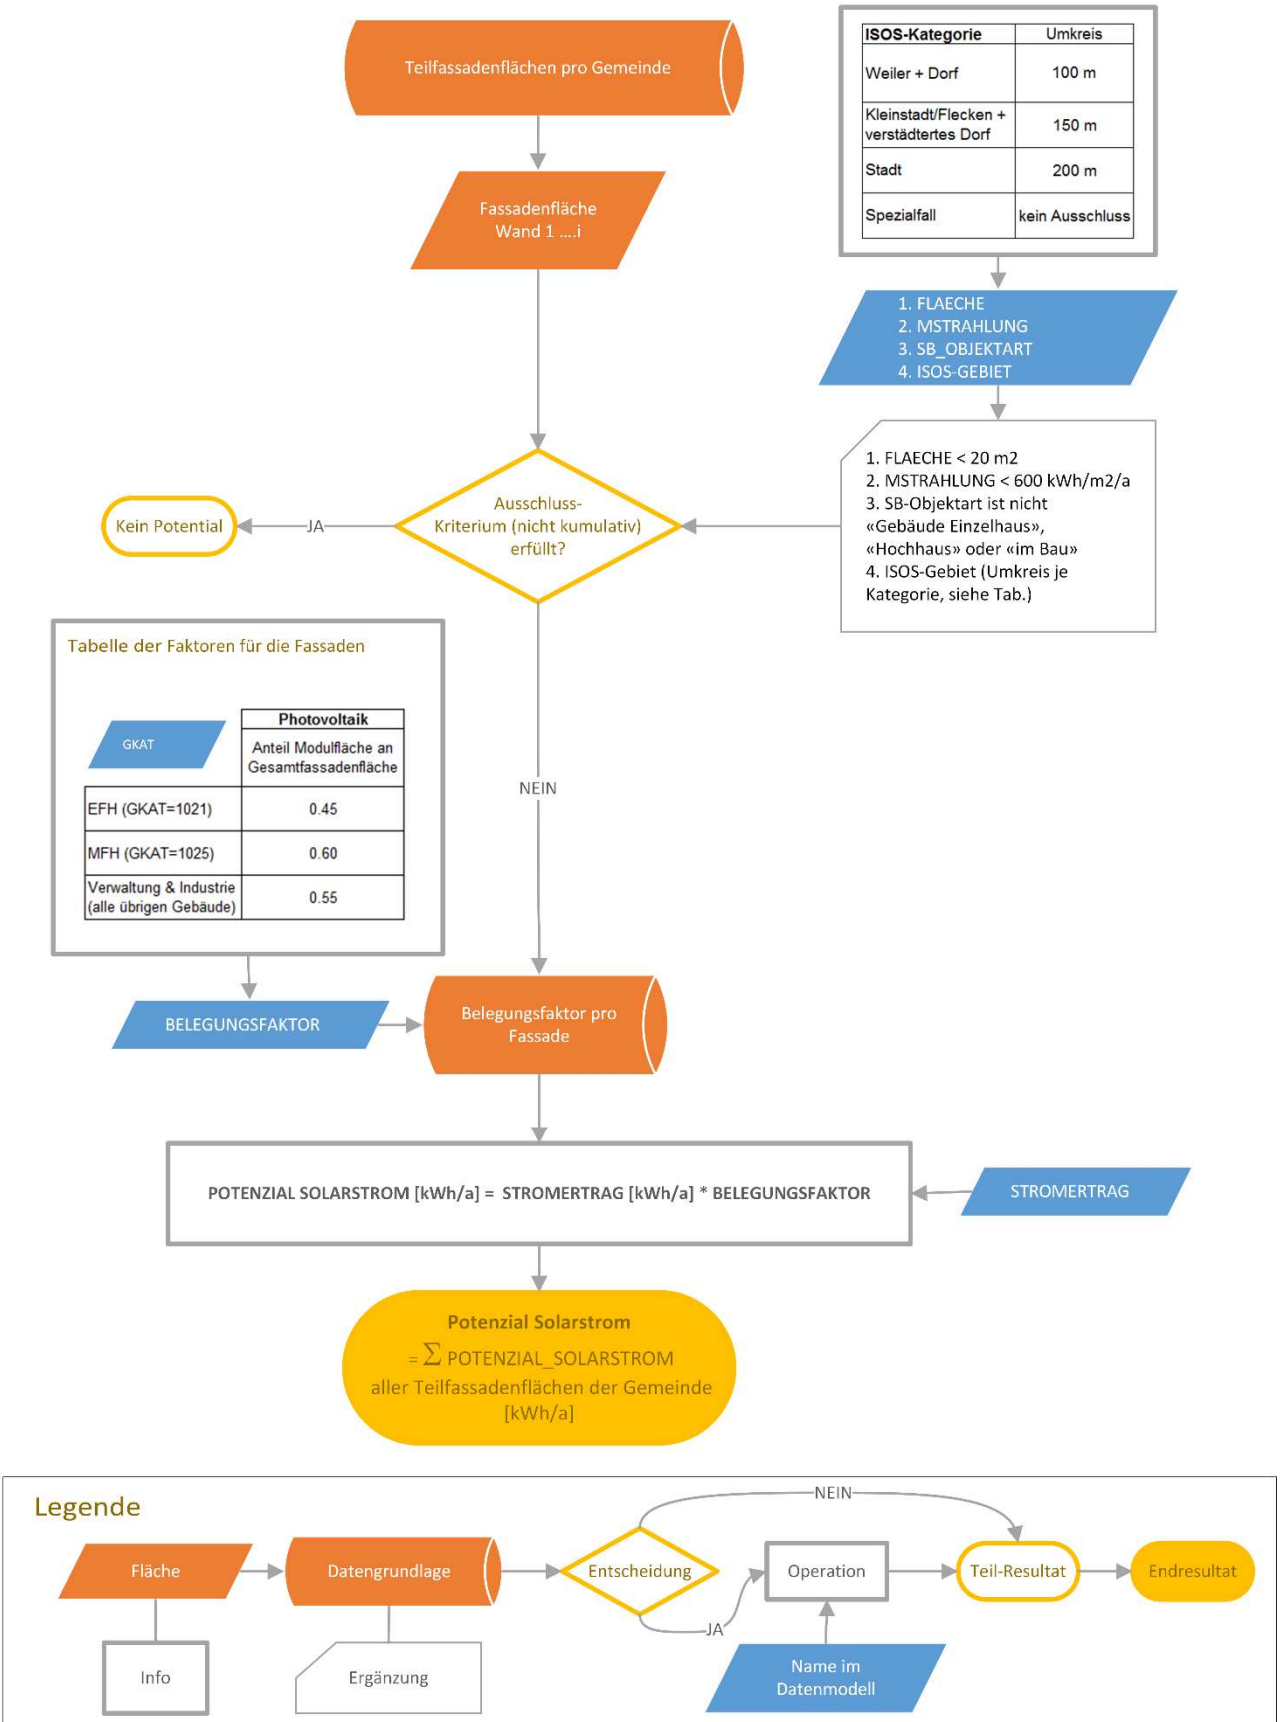 Teilfassadenflächen pro Gemeinde
Fassadenfläche
Wand 1 ....i
ISOS-Kategorie Umkreis
Weiler + Dorf 100 m
Kleinstadt/Flecken +
verstädtertes Dorf 150 m
Stadt 200 m
Spezialfall kein Ausschluss
1. FLAECHE
2. MSTRAHLUNG
3. SB_OBJEKTART
4. ISOS-GEBIET
1. FLAECHE < 20 m2
2. MSTRAHLUNG < 600 kWh/m2/a
3. SB-Objektart ist nicht
«Gebäude Einzelhaus»,
«Hochhaus» oder «im Bau»
4. ISOS-Gebiet (Umkreis je
Kategorie, siehe Tab.)
Ausschluss-
Kriterium (nicht kumulativ)
erfüllt?
JA
Kein Potential
NEIN
Tabelle der Faktoren für die Fassaden
GKAT
Photovoltaik
Anteil Modulfläche an
Gesamtfassadenfläche
EFH (GKAT=1021) 0.45
MFH (GKAT=1025) 0.60
Verwaltung & Industrie
(alle übrigen Gebäude) 0.55
BELEGUNGSFAKTOR
Belegungsfaktor pro
Fassade
POTENZIAL SOLARSTROM [kWh/a] = STROMERTRAG [kWh/a] * BELEGUNGSFAKTOR
STROMERTRAG
Potenzial Solarstrom
= Σ POTENZIAL_SOLARSTROM
aller Teilfassadenflächen der Gemeinde
[kWh/a]
Legende
Fläche
Datengrundlage
Entscheidung
NEIN
JA
Operation
Teil-Resultat
Endresultat
Info
Ergänzung
Name im
Datenmodell